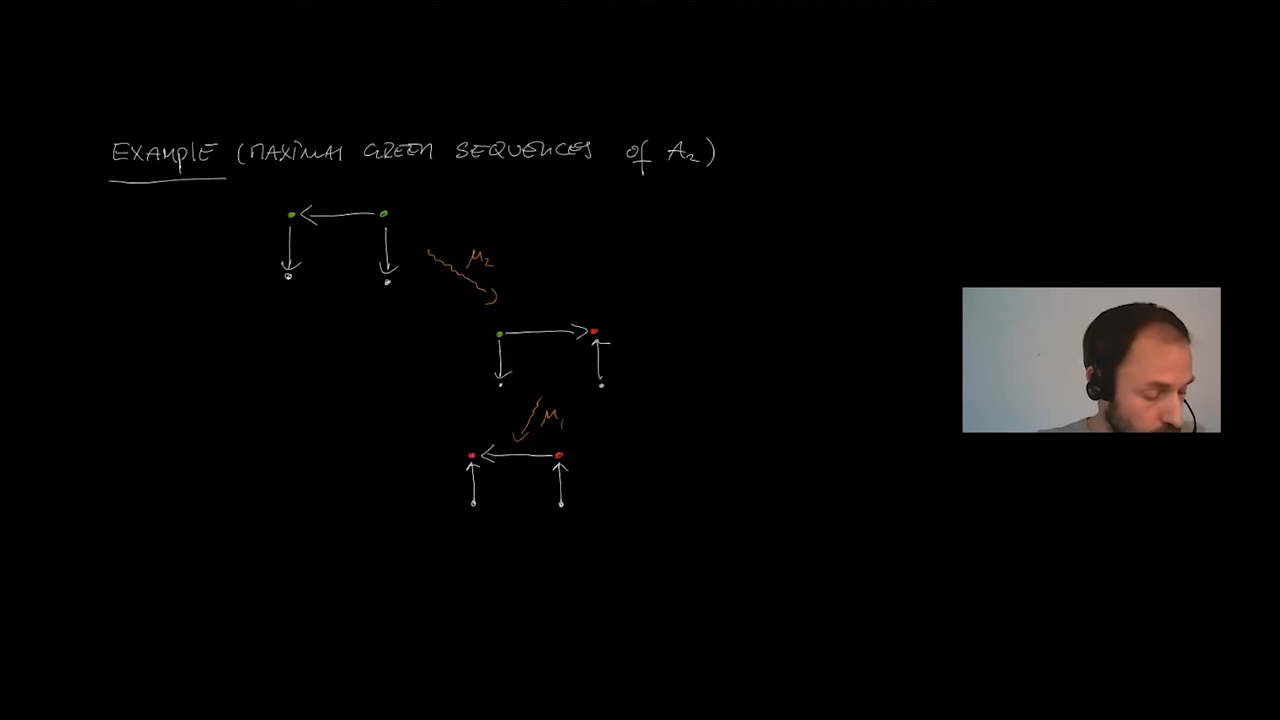 EXAMPLE (MAXIMAL GREEN SEQUENCES of A₂)
μ₂
μ₁